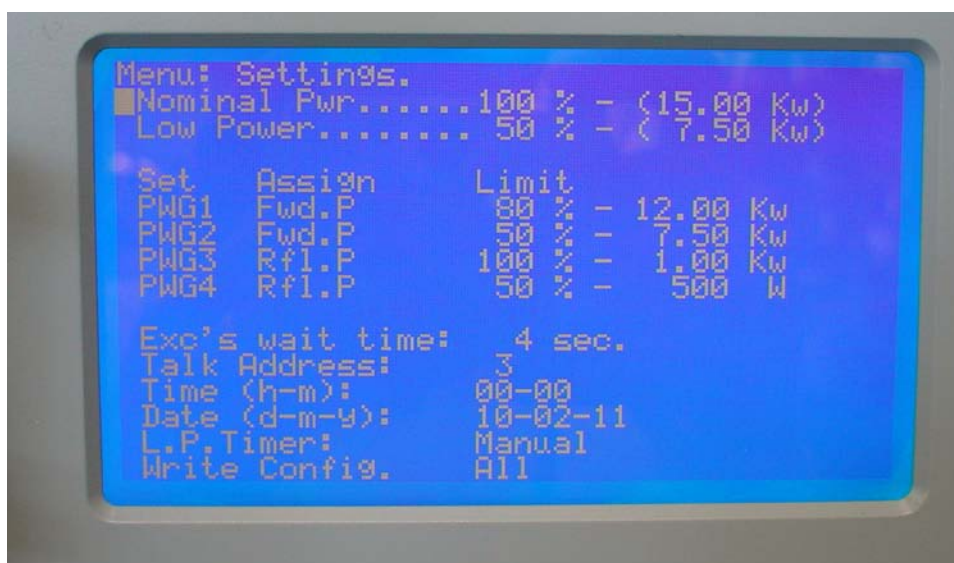 Menu: Settings.
Nominal Pwr......100 % - (15.00 Kw)
Low Power........ 50 % - ( 7.50 Kw)
Set Assign Limit
PWG1 Fwd.P 80 % - 12.00 Kw
PWG2 Fwd.P 50 % - 7.50 Kw
PWG3 Rfl.P 100 % - 1.00 Kw
PWG4 Rfl.P 50 % - 500 W
Exc's wait time: 4 sec.
Talk Address: 3
Time (h-m): 00-00
Date (d-m-y): 10-02-11
L.P.Timer: Manual
Write Config. All